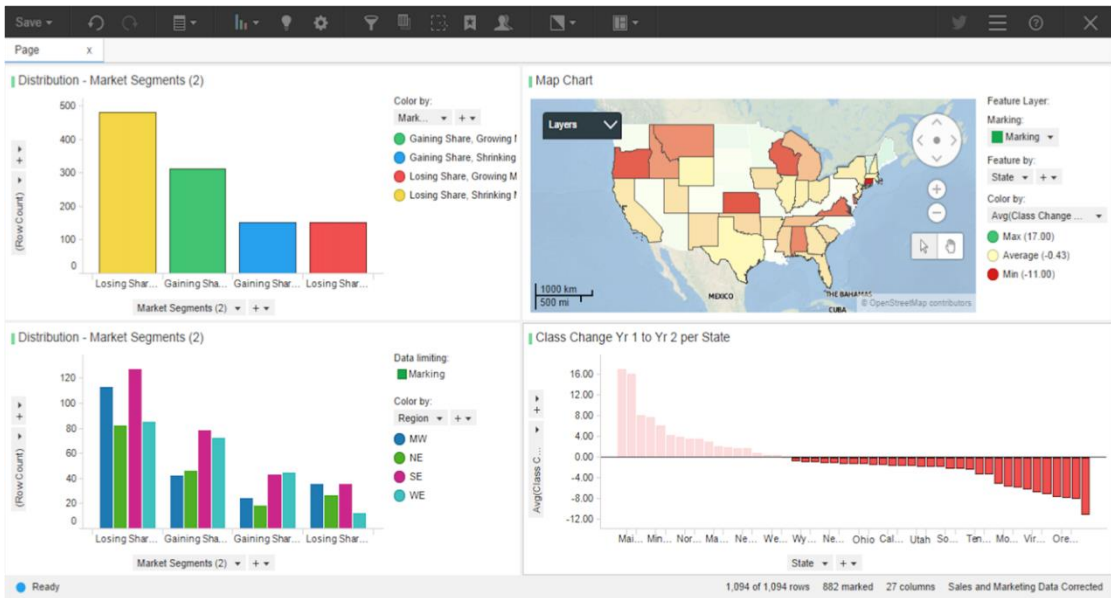 Save
Page x
Distribution - Market Segments (2)
500
400
300
200
100
0
(Row Count)
Losing Shar... Gaining Shar... Gaining Shar... Losing Shar...
Market Segments (2)
Color by:
Mark...
Gaining Share, Growing M
Gaining Share, Shrinking
Losing Share, Growing M
Losing Share, Shrinking M
Map Chart
Layers
1000 km
500 mi
MEXICO
THE BAHAMAS
CUBA
© OpenStreetMap contributors
Feature Layer:
Marking:
Marking
Feature by:
State
Color by:
Avg(Class Change ...
Max (17.00)
Average (-0.43)
Min (-11.00)
Distribution - Market Segments (2)
120
100
80
60
40
20
0
(Row Count)
Losing Shar... Gaining Shar... Gaining Shar... Losing Shar...
Market Segments (2)
Data limiting:
Marking
Color by:
Region
MW
NE
SE
WE
Class Change Yr 1 to Yr 2 per State
16.00
12.00
8.00
4.00
0.00
-4.00
-8.00
-12.00
Avg(Class C...
Mai... Min... Nor... Ma... Ne... We... Wy... Ne... Ohio Cal... Utah So... Ten... Mo... Vir... Ore...
State
Ready
1,094 of 1,094 rows 882 marked 27 columns Sales and Marketing Data Corrected